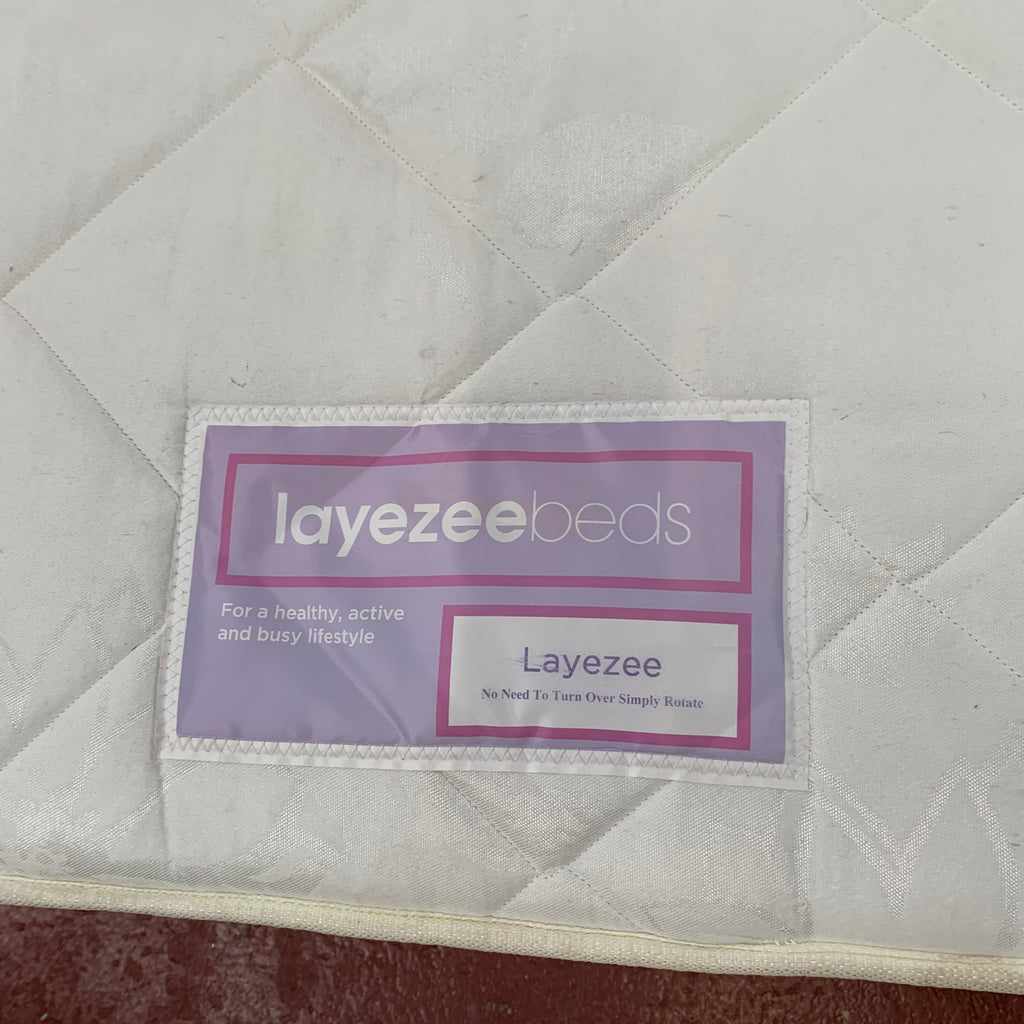 layezeebeds
For a healthy, active
and busy lifestyle
Layezee
No Need To Turn Over Simply Rotate